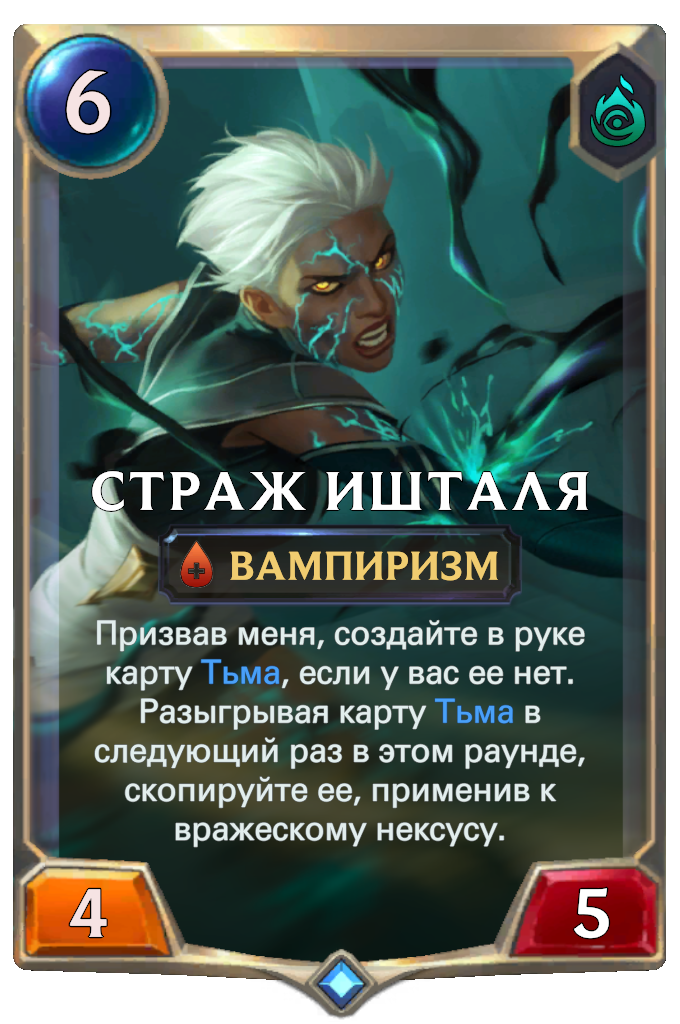 6
СТРАЖ ИШТАЛЯ
ВАМПИРИЗМ
Призвав меня, создайте в руке
карту Тьма, если у вас ее нет.
Разыгрывая карту Тьма в
следующий раз в этом раунде,
скопируйте ее, применив к
вражескому нексусу.
4
5